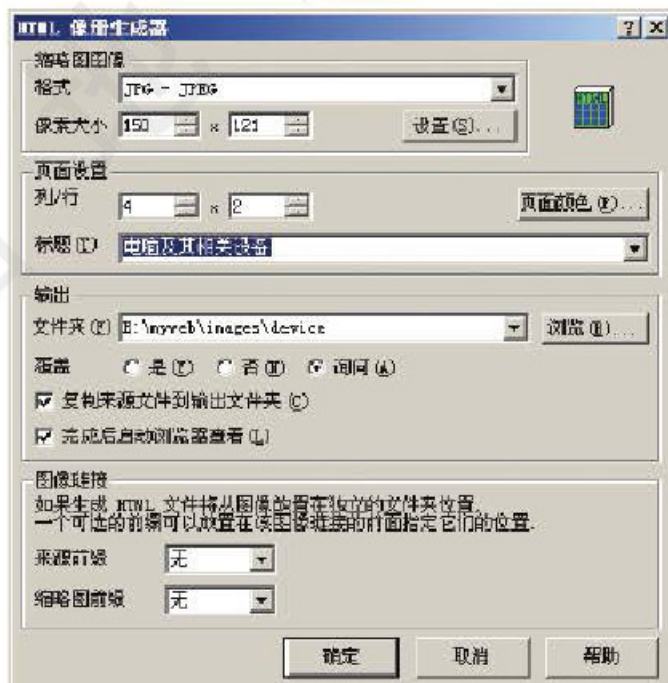 HTML 像册生成器
缩略图图像
格式 JPG - JPEG
像素大小 150 x 121 设置(S)...
页面设置
列/行 4 x 2 页面颜色(P)...
标题(T) 电脑及其相关设备
输出
文件夹(F) E:\myweb\images\device 浏览(B)...
覆盖 是(Y) 否(N) 询问(A)
复制来源文件到输出文件夹(C)
完成后启动浏览器查看(L)
图像链接
如果生成 HTML 文件将从图像放置在独立的文件夹位置,
一个可选的前缀可以放置在该图像链接的前面指定它们的位置.
来源前缀 无
缩略图前缀 无
确定 取消 帮助